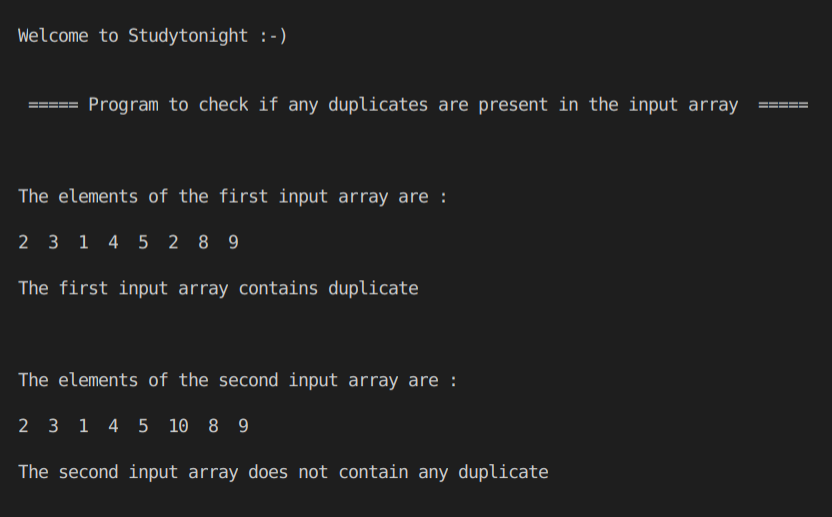 Welcome to Studytonight :-)
===== Program to check if any duplicates are present in the input array  =====
The elements of the first input array are :
2  3  1  4  5  2  8  9
The first input array contains duplicate
The elements of the second input array are :
2  3  1  4  5  10  8  9
The second input array does not contain any duplicate